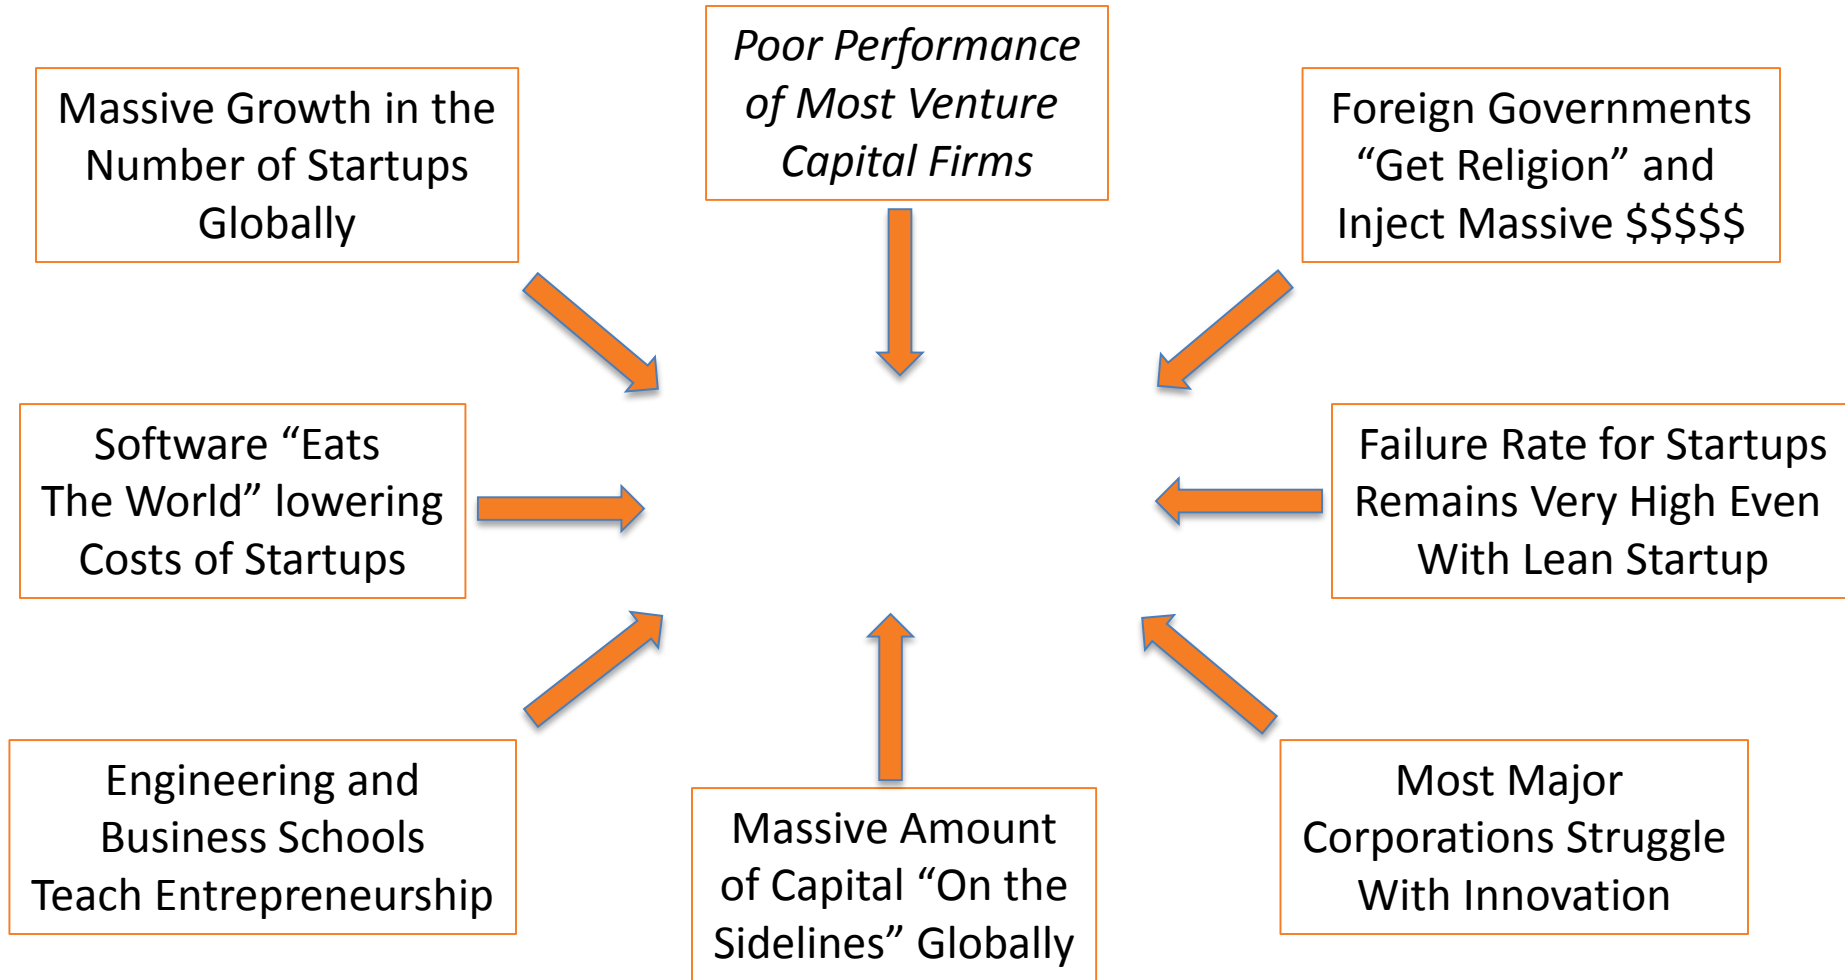 Poor Performance
of Most Venture
Capital Firms
Massive Growth in the
Number of Startups
Globally
Foreign Governments
“Get Religion” and
Inject Massive $$$$$
Software “Eats
The World” lowering
Costs of Startups
Failure Rate for Startups
Remains Very High Even
With Lean Startup
Engineering and
Business Schools
Teach Entrepreneurship
Massive Amount
of Capital “On the
Sidelines” Globally
Most Major
Corporations Struggle
With Innovation